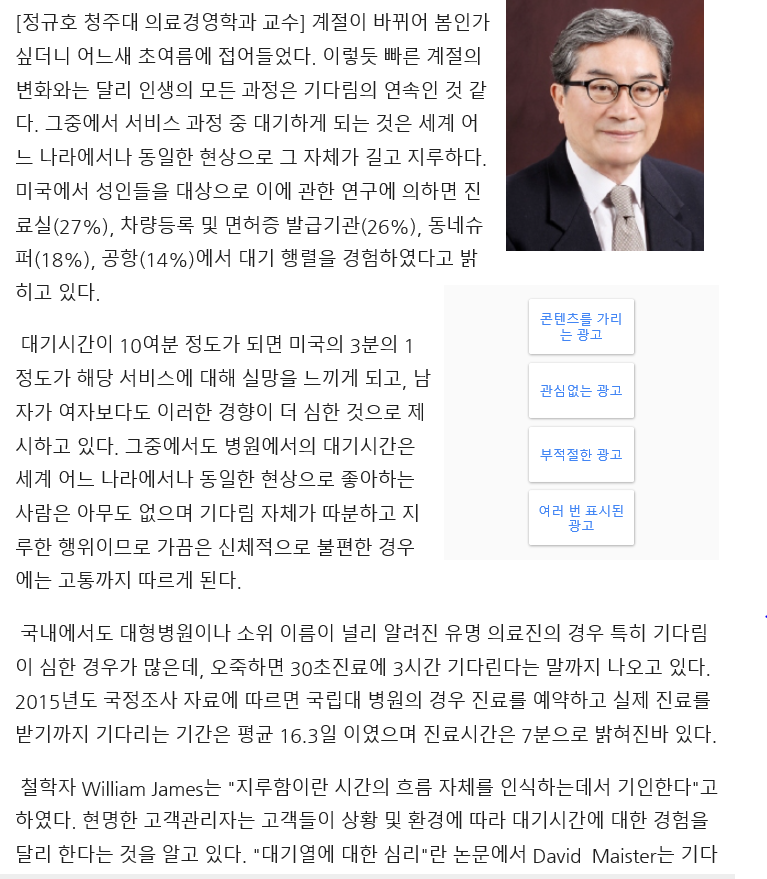 [정규호 청주대 의료경영학과 교수] 계절이 바뀌어 봄인가
싶더니 어느새 초여름에 접어들었다. 이렇듯 빠른 계절의
변화와는 달리 인생의 모든 과정은 기다림의 연속인 것 같
다. 그중에서 서비스 과정 중 대기하게 되는 것은 세계 어
느 나라에서나 동일한 현상으로 그 자체가 길고 지루하다.
미국에서 성인들을 대상으로 이에 관한 연구에 의하면 진
료실(27%), 차량등록 및 면허증 발급기관(26%), 동네슈
퍼(18%), 공항(14%)에서 대기 행렬을 경험하였다고 밝
히고 있다.
대기시간이 10여분 정도가 되면 미국의 3분의 1
정도가 해당 서비스에 대해 실망을 느끼게 되고, 남
자가 여자보다도 이러한 경향이 더 심한 것으로 제
시하고 있다. 그중에서도 병원에서의 대기시간은
세계 어느 나라에서나 동일한 현상으로 좋아하는
사람은 아무도 없으며 기다림 자체가 따분하고 지
루한 행위이므로 가끔은 신체적으로 불편한 경우
에는 고통까지 따르게 된다.
콘텐츠를 가리
는 광고
관심없는 광고
부적절한 광고
여러 번 표시된
광고
국내에서도 대형병원이나 소위 이름이 널리 알려진 유명 의료진의 경우 특히 기다림
이 심한 경우가 많은데, 오죽하면 30초진료에 3시간 기다린다는 말까지 나오고 있다.
2015년도 국정조사 자료에 따르면 국립대 병원의 경우 진료를 예약하고 실제 진료를
받기까지 기다리는 기간은 평균 16.3일 이였으며 진료시간은 7분으로 밝혀진바 있다.
철학자 William James는 "지루함이란 시간의 흐름 자체를 인식하는데서 기인한다"고
하였다. 현명한 고객관리자는 고객들이 상황 및 환경에 따라 대기시간에 대한 경험을
달리 한다는 것을 알고 있다. "대기열에 대한 심리"란 논문에서 David  Maister는 기다